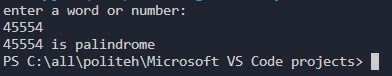 enter a word or number:
45554
45554 is palindrome
PS C:\all\politeh\Microsoft VS Code projects>